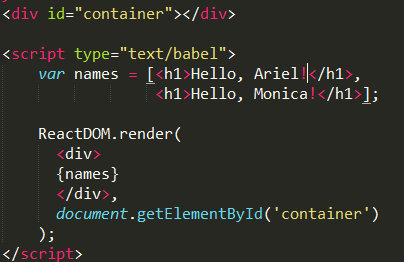 <div id="container"></div>
<script type="text/babel">
var names = [<h1>Hello, Ariel!</h1>,
<h1>Hello, Monica!</h1>];
ReactDOM.render(
<div>
{names}
</div>,
document.getElementById('container')
);
</script>